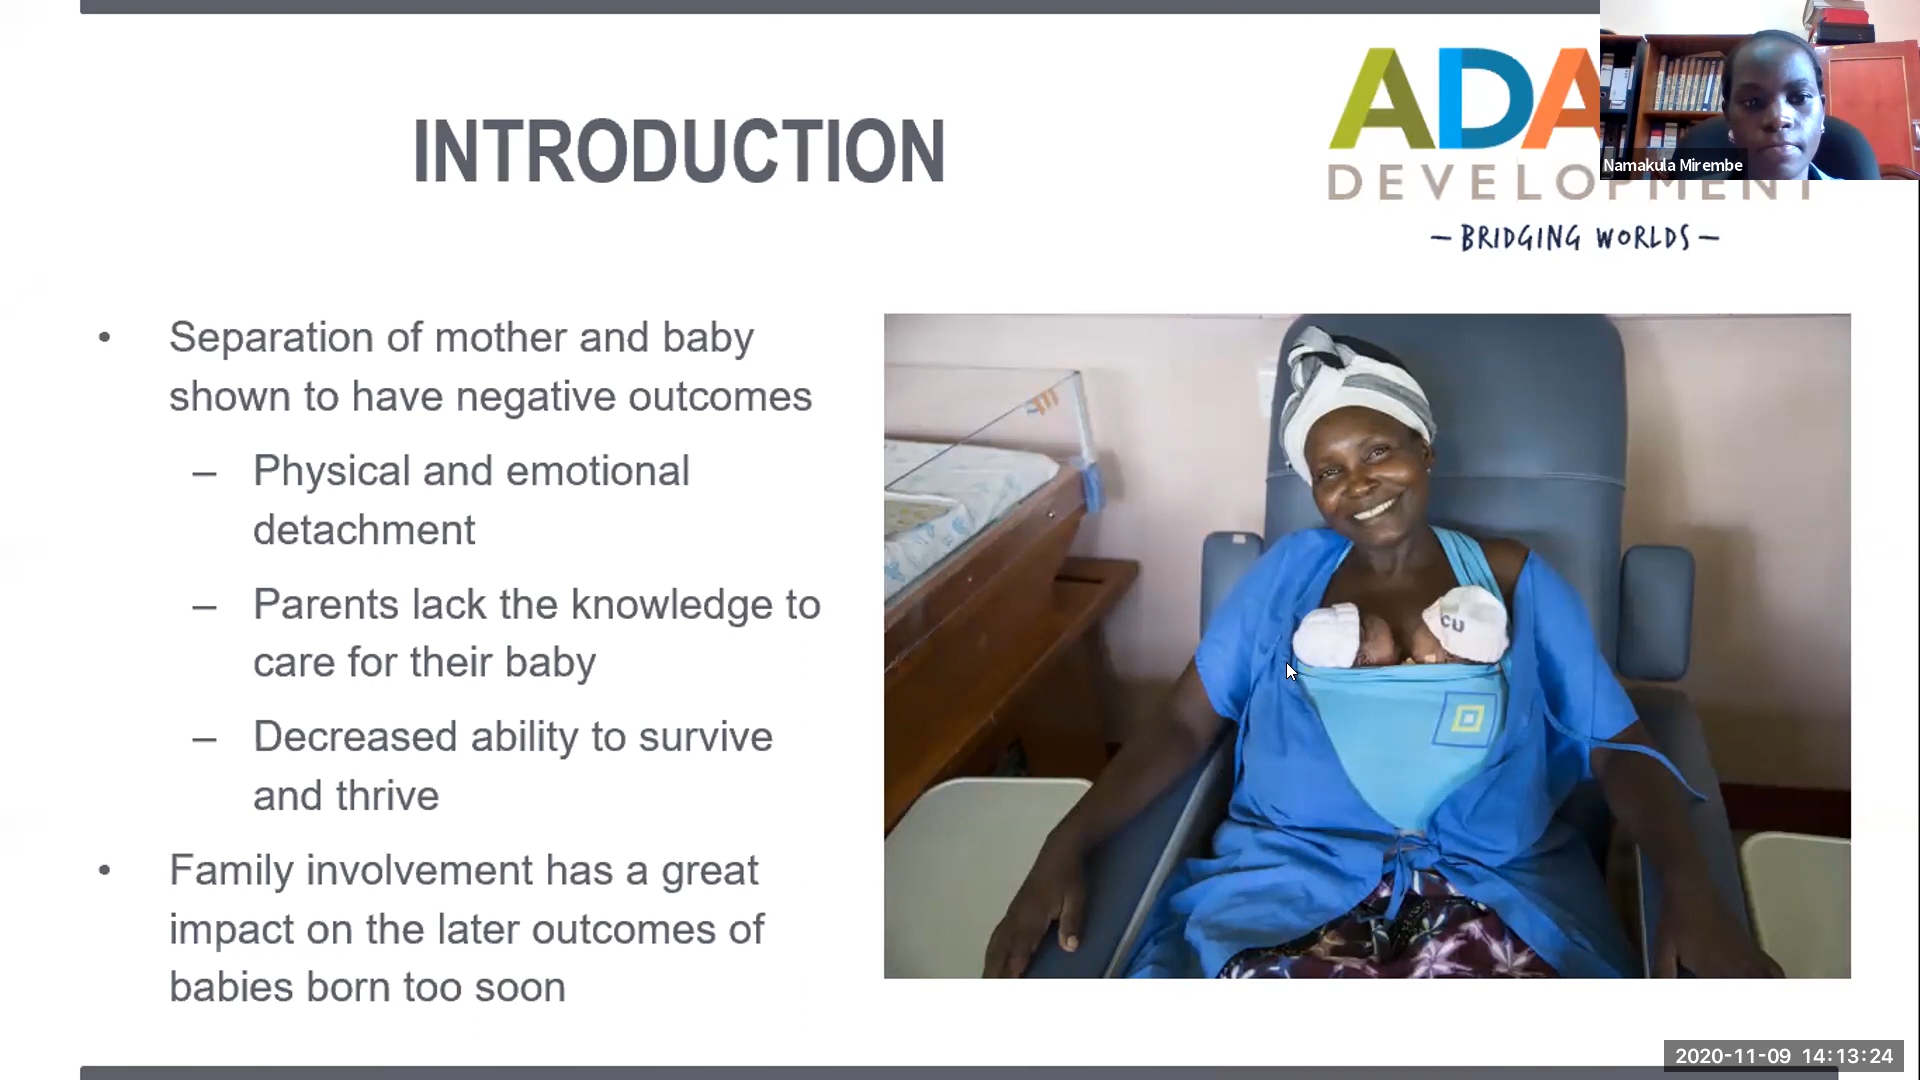 INTRODUCTION
ADA
DEVELOPMENT
– BRIDGING WORLDS –
Namakula Mirembe
• Separation of mother and baby
shown to have negative outcomes
– Physical and emotional
detachment
– Parents lack the knowledge to
care for their baby
– Decreased ability to survive
and thrive
• Family involvement has a great
impact on the later outcomes of
babies born too soon
CU
2020-11-09 14:13:24